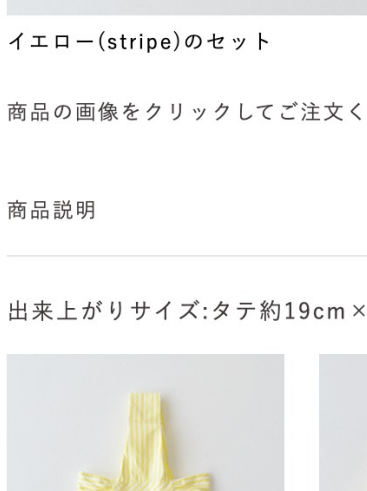 イエロー(stripe)のセット
商品の画像をクリックしてご注文く
商品説明
出来上がりサイズ:タテ約19cm×